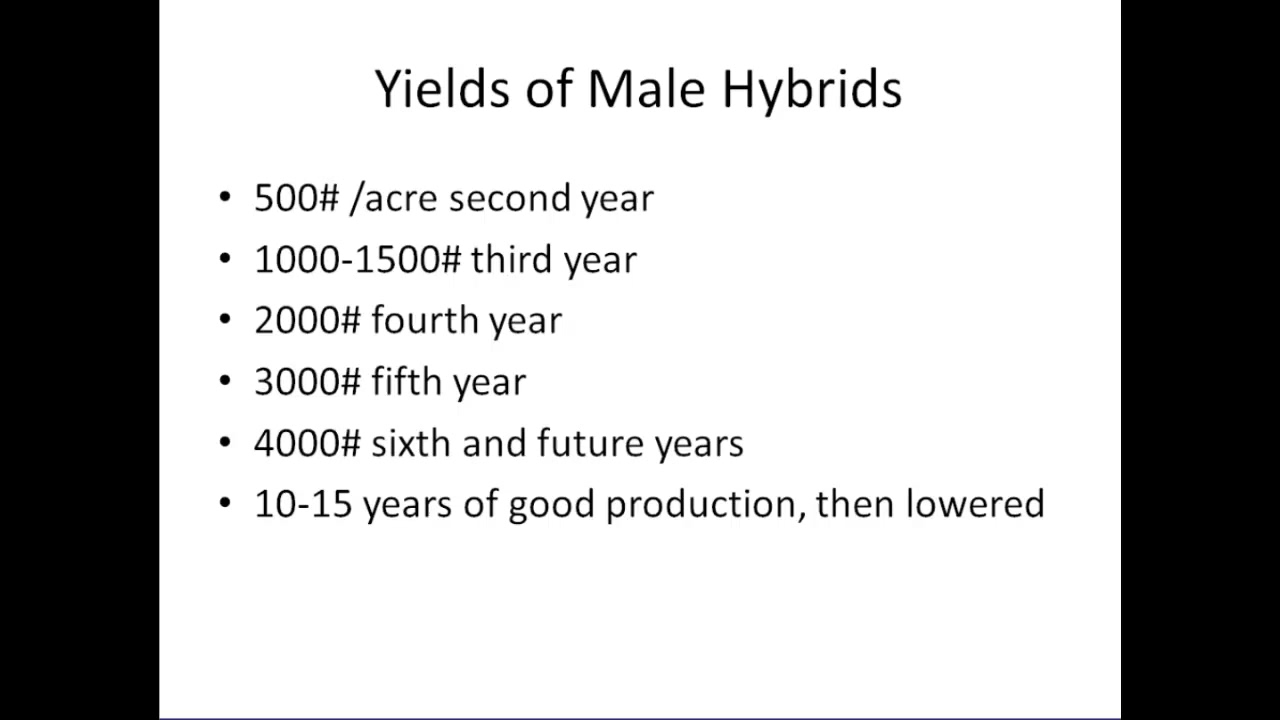 Yields of Male Hybrids
• 500# /acre second year
• 1000-1500# third year
• 2000# fourth year
• 3000# fifth year
• 4000# sixth and future years
• 10-15 years of good production, then lowered